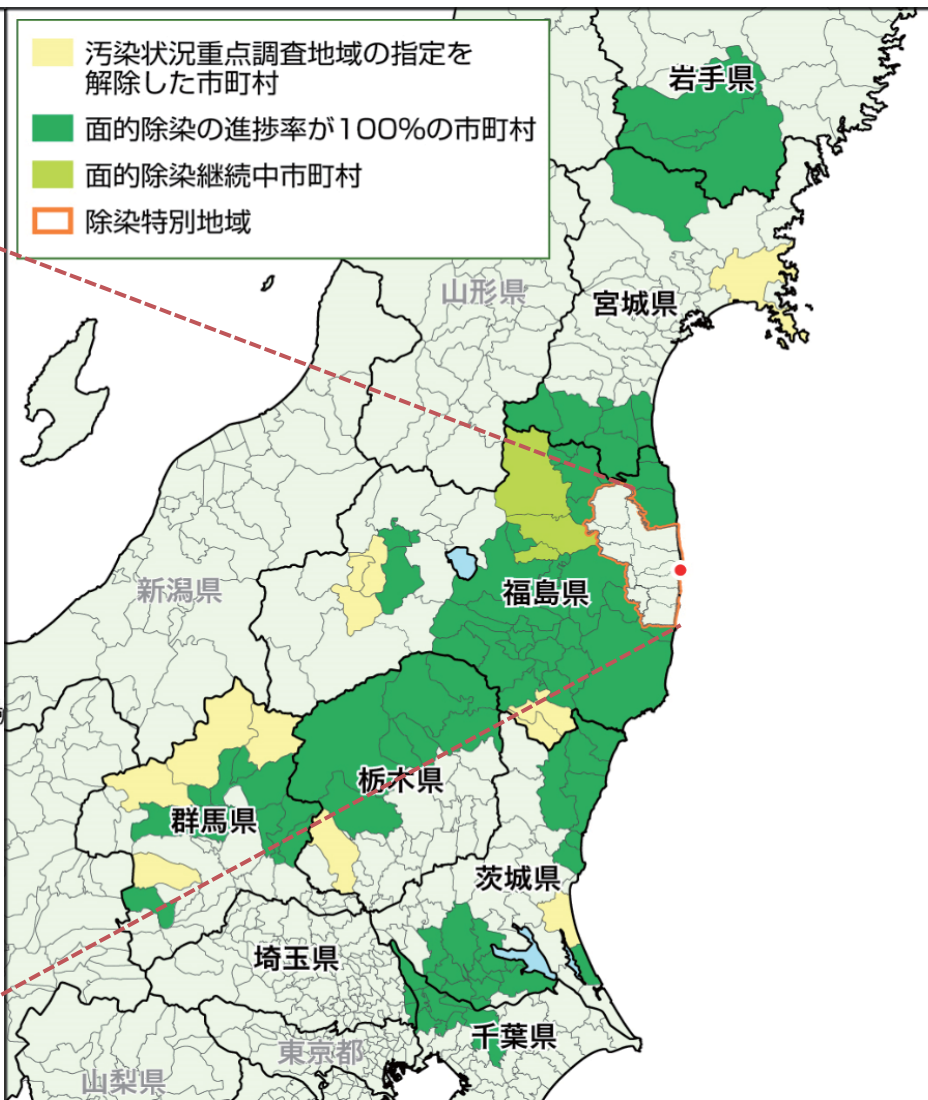 汚染状況重点調査地域の指定を
解除した市町村
面的除染の進捗率が100%の市町村
面的除染継続中市町村
除染特別地域
岩手県
山形県
宮城県
新潟県
福島県
栃木県
群馬県
茨城県
埼玉県
千葉県
東京都
山梨県